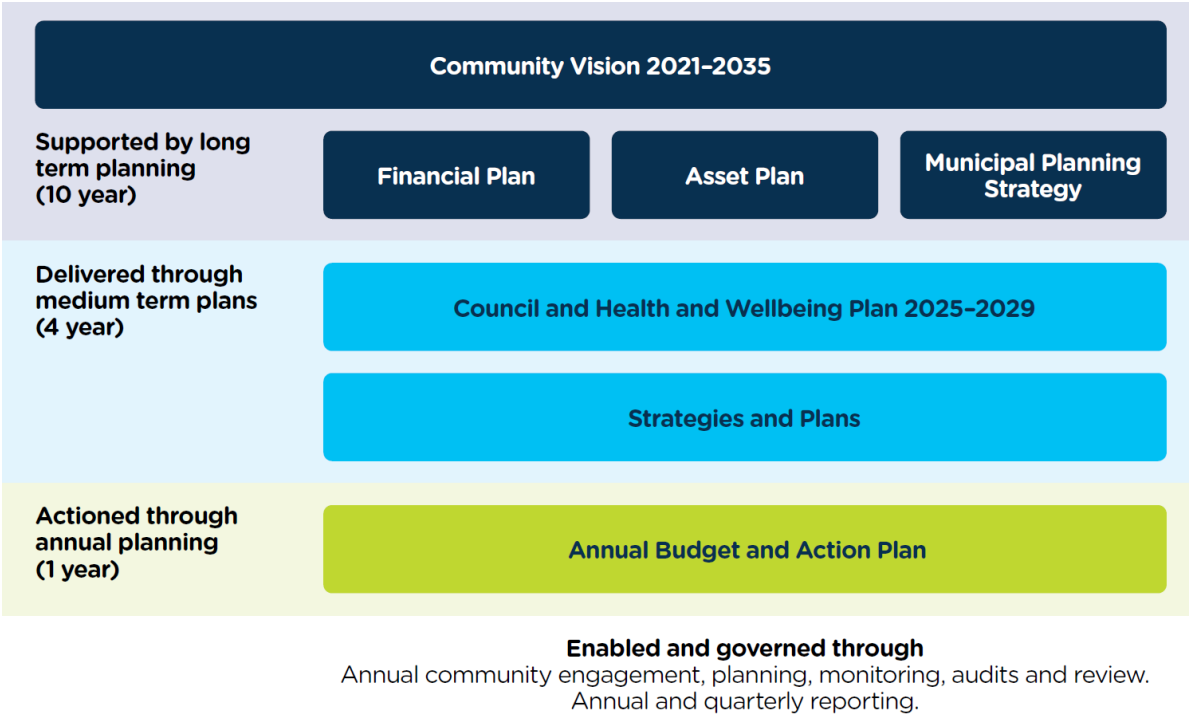 Community Vision 2021–2035
Supported by long
term planning
(10 year)
Financial Plan
Asset Plan
Municipal Planning
Strategy
Delivered through
medium term plans
(4 year)
Council and Health and Wellbeing Plan 2025–2029
Strategies and Plans
Actioned through
annual planning
(1 year)
Annual Budget and Action Plan
Enabled and governed through
Annual community engagement, planning, monitoring, audits and review.
Annual and quarterly reporting.